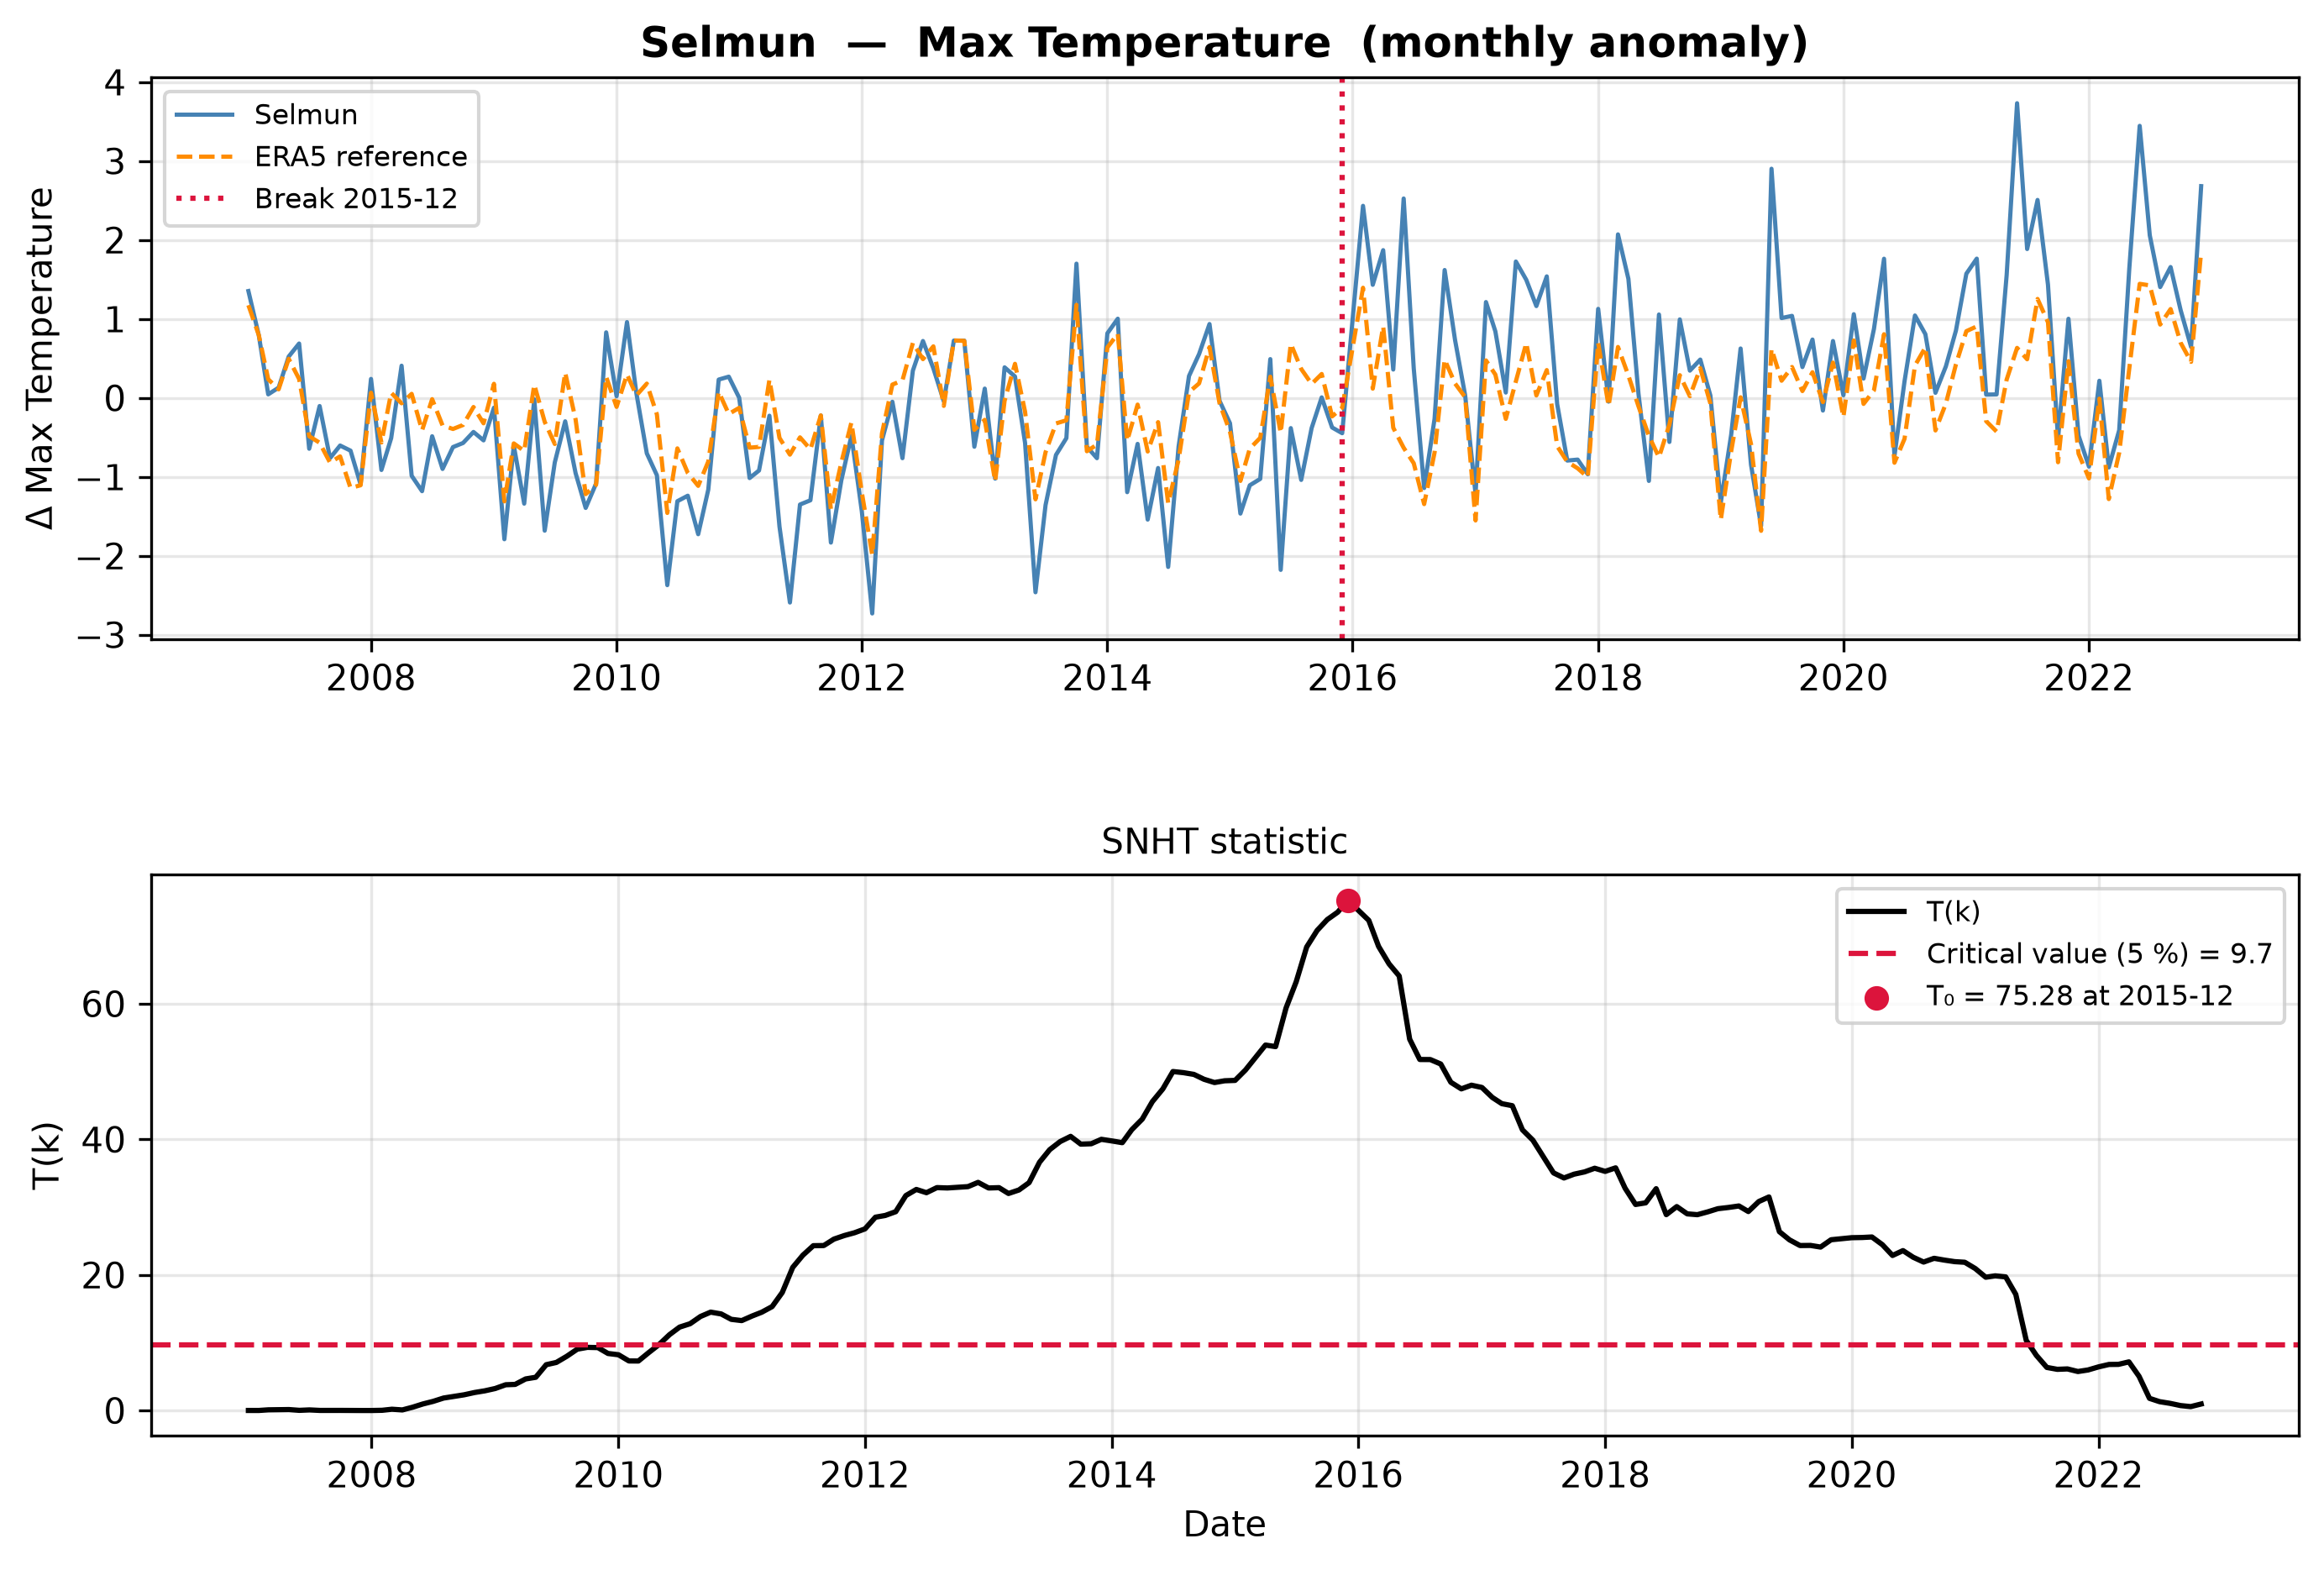 Selmun — Max Temperature (monthly anomaly)
Δ Max Temperature
4
3
2
1
0
−1
−2
−3
Selmun
ERA5 reference
Break 2015-12
2008 2010 2012 2014 2016 2018 2020 2022
SNHT statistic
T(k)
60
40
20
0
T(k)
Critical value (5 %) = 9.7
T₀ = 75.28 at 2015-12
2008 2010 2012 2014 2016 2018 2020 2022
Date